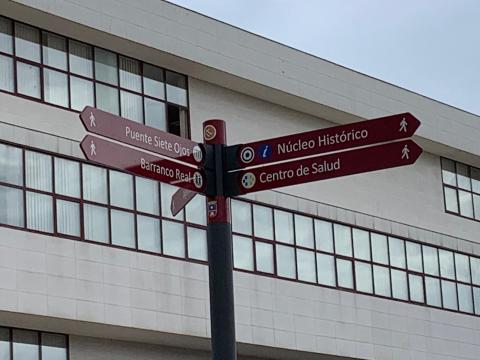 Puente Siete Ojos
Barranco Real
Núcleo Histórico
i
Centro de Salud